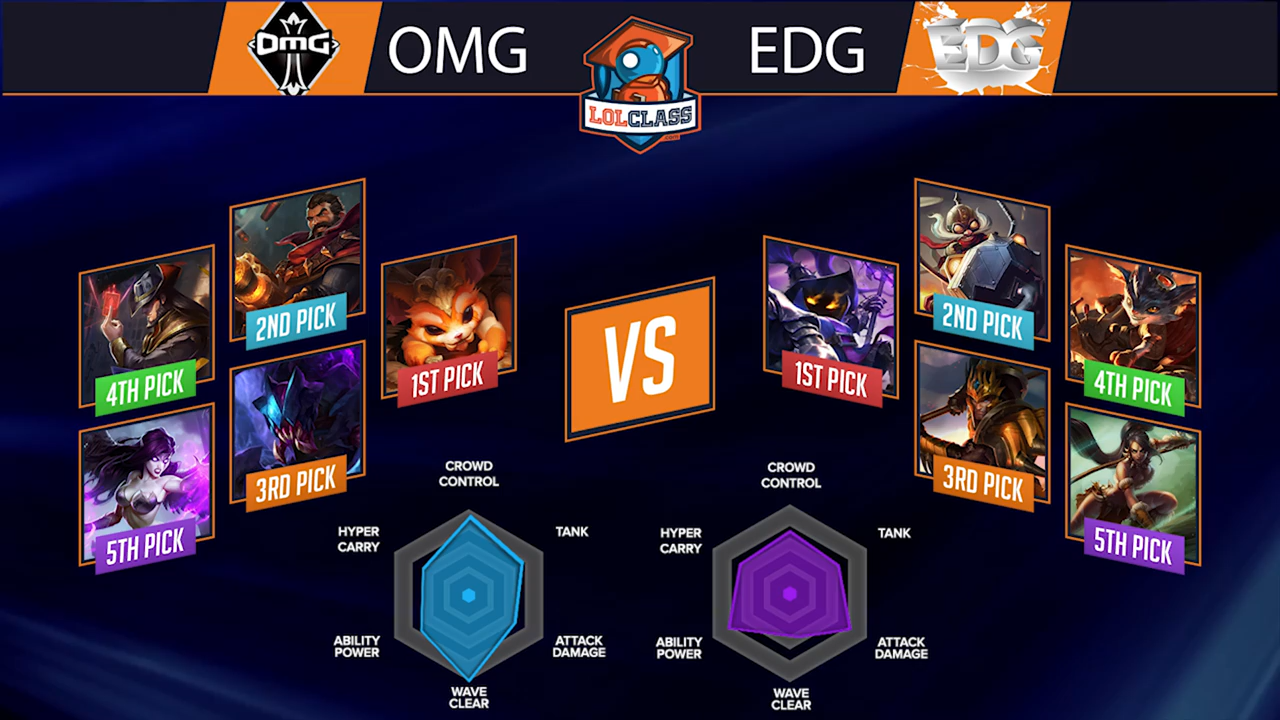 OMG
OMG
EDG
EDG
LOLCLASS
.com
2ND PICK
4TH PICK
1ST PICK
3RD PICK
5TH PICK
VS
2ND PICK
1ST PICK
4TH PICK
3RD PICK
5TH PICK
CROWD
CONTROL
HYPER
CARRY
TANK
ABILITY
POWER
ATTACK
DAMAGE
WAVE
CLEAR
CROWD
CONTROL
HYPER
CARRY
TANK
ABILITY
POWER
ATTACK
DAMAGE
WAVE
CLEAR